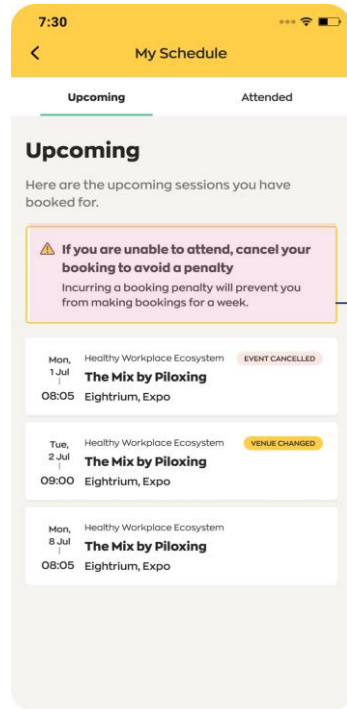 7:30
My Schedule
Upcoming Attended
Upcoming
Here are the upcoming sessions you have
booked for.
If you are unable to attend, cancel your
booking to avoid a penalty
Incurring a booking penalty will prevent you
from making bookings for a week.
Mon, Healthy Workplace Ecosystem EVENT CANCELLED
1 Jul The Mix by Piloxing
08:05 Eightrium, Expo
Tue, Healthy Workplace Ecosystem VENUE CHANGED
2 Jul The Mix by Piloxing
09:00 Eightrium, Expo
Mon, Healthy Workplace Ecosystem
8 Jul The Mix by Piloxing
08:05 Eightrium, Expo